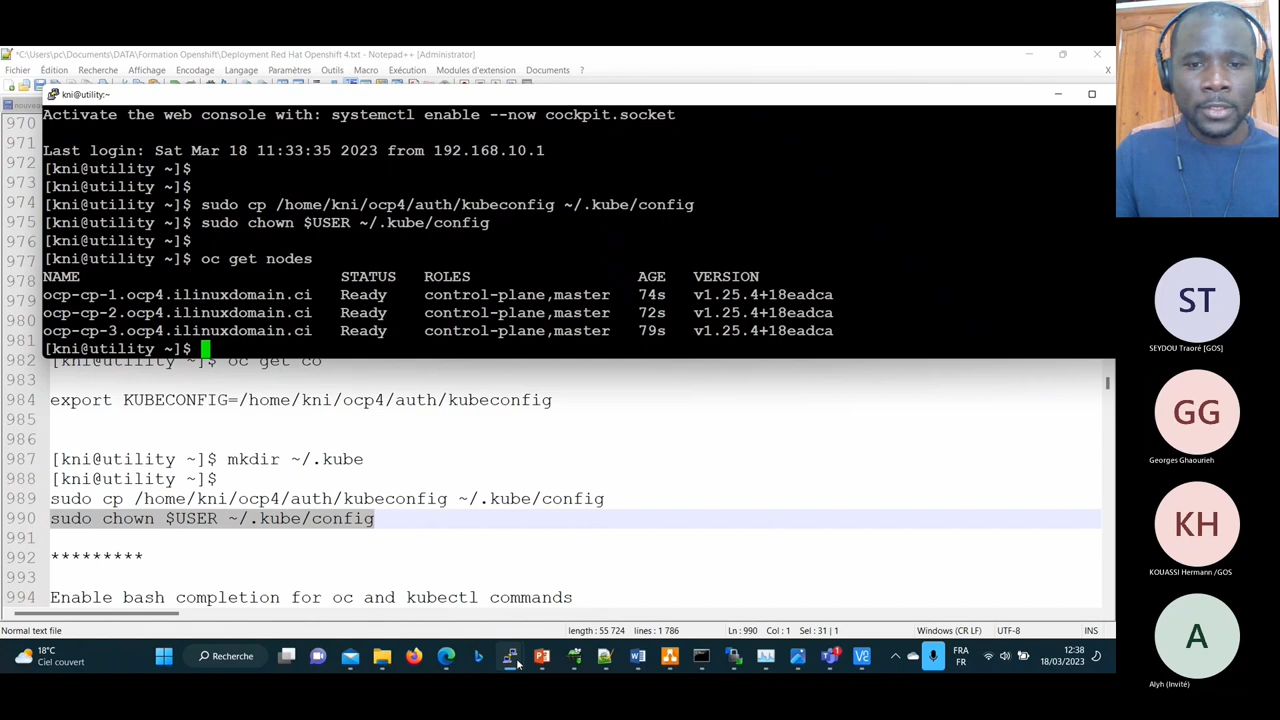 *C:\Users\pc\Documents\DATA\Formation Openshift\Deployment Red Hat Openshift 4.txt - Notepad++ [Administrator]
Fichier Édition Recherche Affichage Encodage Langage Paramètres Outils Macro Exécution Modules d'extension Documents ? X
kni@utility:~
970 Activate the web console with: systemctl enable --now cockpit.socket
971
972 Last login: Sat Mar 18 11:33:35 2023 from 192.168.10.1
973 [kni@utility ~]$
[kni@utility ~]$
974 [kni@utility ~]$ sudo cp /home/kni/ocp4/auth/kubeconfig ~/.kube/config
975 [kni@utility ~]$ sudo chown $USER ~/.kube/config
976 [kni@utility ~]$
977 [kni@utility ~]$ oc get nodes
978 NAME STATUS ROLES AGE VERSION
979 ocp-cp-1.ocp4.ilinuxdomain.ci Ready control-plane,master 74s v1.25.4+18eadca
980 ocp-cp-2.ocp4.ilinuxdomain.ci Ready control-plane,master 72s v1.25.4+18eadca
981 ocp-cp-3.ocp4.ilinuxdomain.ci Ready control-plane,master 79s v1.25.4+18eadca
[kni@utility ~]$
982 [kni@utility ~]$ oc get co
983
984 export KUBECONFIG=/home/kni/ocp4/auth/kubeconfig
985
986
987 [kni@utility ~]$ mkdir ~/.kube
988 [kni@utility ~]$
989 sudo cp /home/kni/ocp4/auth/kubeconfig ~/.kube/config
990 sudo chown $USER ~/.kube/config
991
992 *********
993
994 Enable bash completion for oc and kubectl commands
Normal text file length : 55 724 lines : 1 786 Ln : 990 Col : 1 Sel : 31 | 1 Windows (CR LF) UTF-8 INS
18°C
Ciel couvert
Recherche
FRA
FR
12:38
18/03/2023
ST
SEYDOU Traoré [GOS]
GG
Georges Ghaourieh
KH
KOUASSI Hermann /GOS
A
Alyh (Invité)